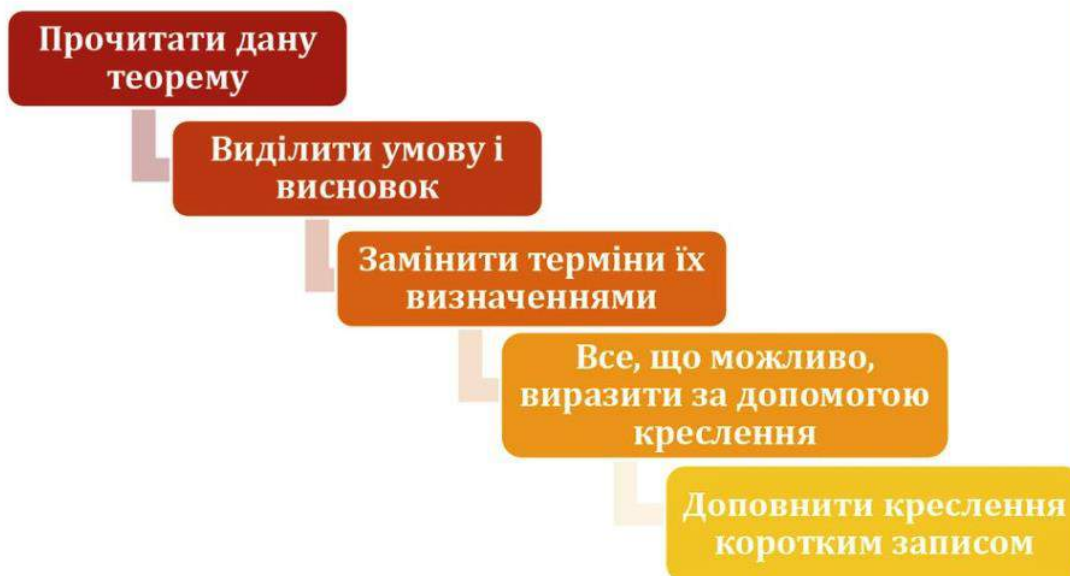 Прочитати дану
теорему
Виділити умову і
висновок
Замінити терміни їх
визначеннями
Все, що можливо,
виразити за допомогою
креслення
Доповнити креслення
коротким записом